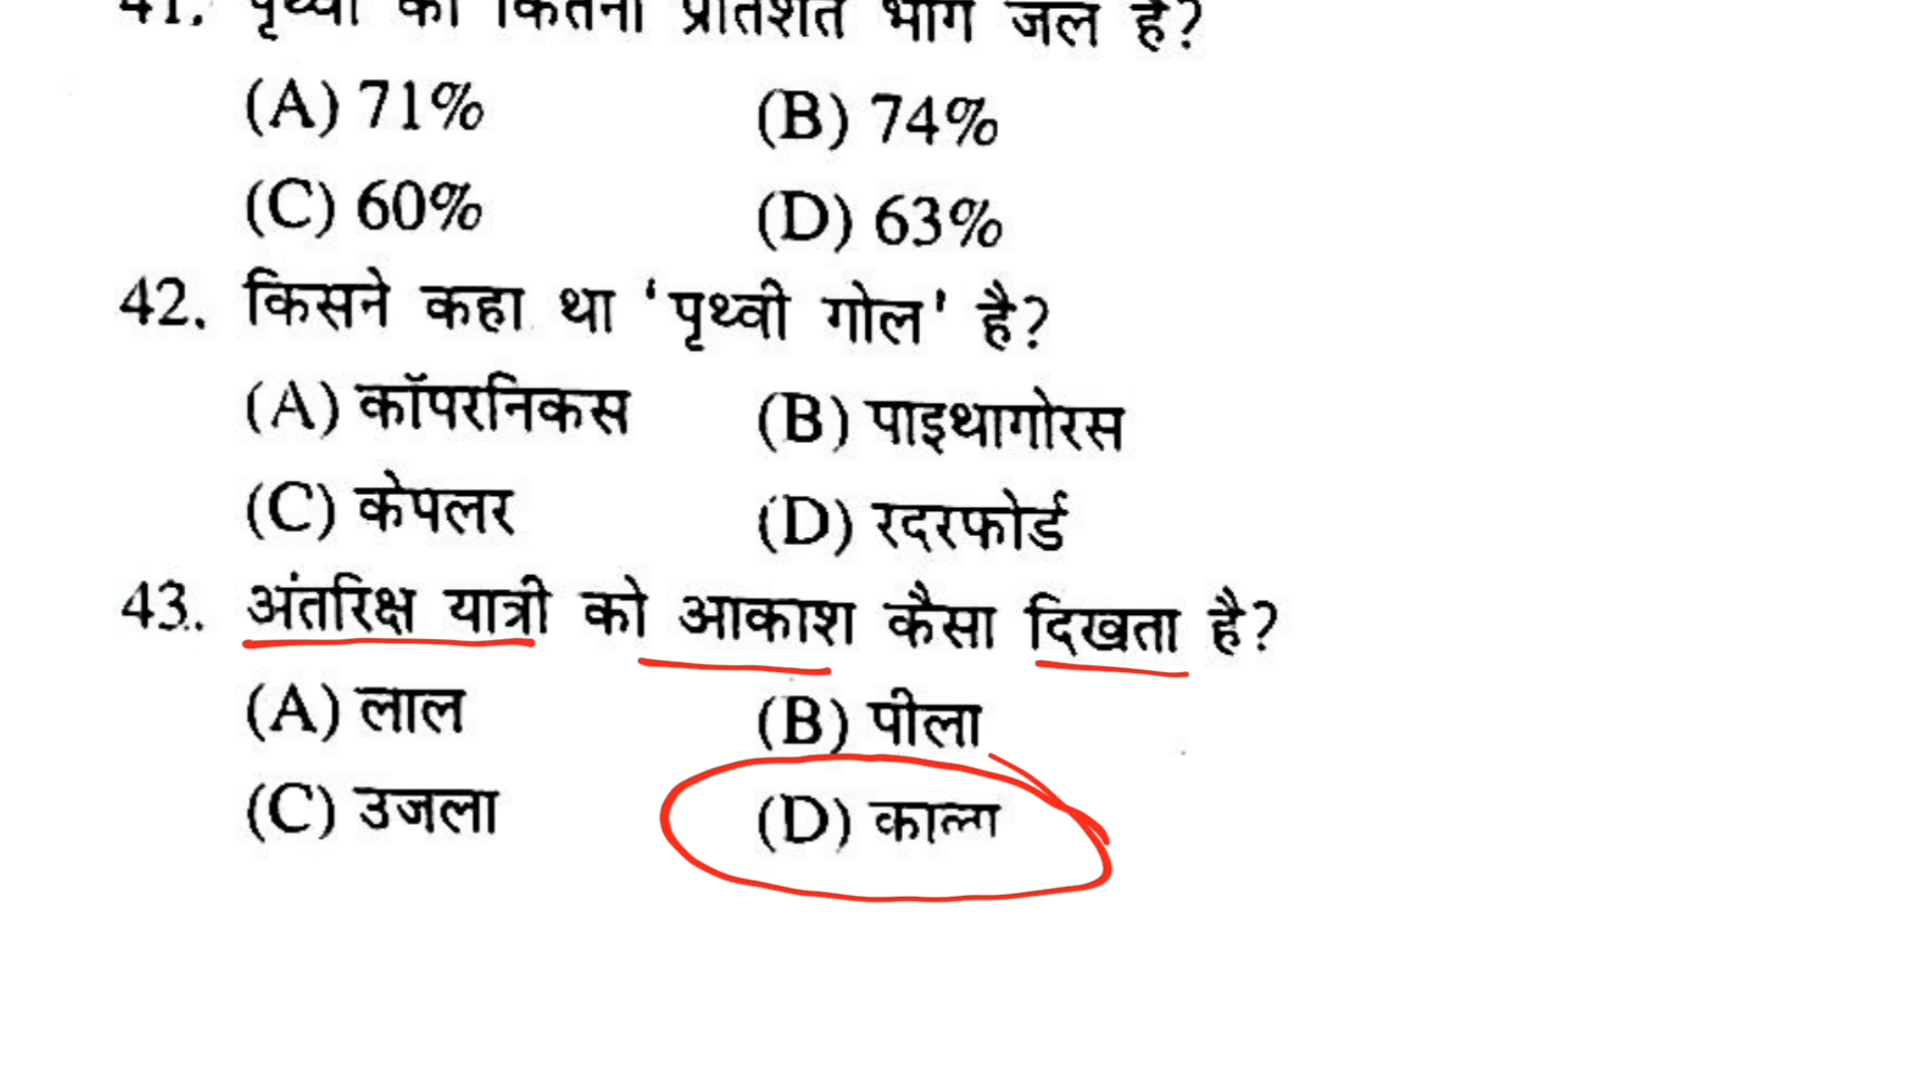 41. पृथ्वी का कितना प्रतिशत भाग जल है?
(A) 71% (B) 74%
(C) 60% (D) 63%
42. किसने कहा था 'पृथ्वी गोल' है?
(A) कॉपरनिकस (B) पाइथागोरस
(C) केपलर (D) रदरफोर्ड
43. अंतरिक्ष यात्री को आकाश कैसा दिखता है?
(A) लाल (B) पीला
(C) उजला (D) काला